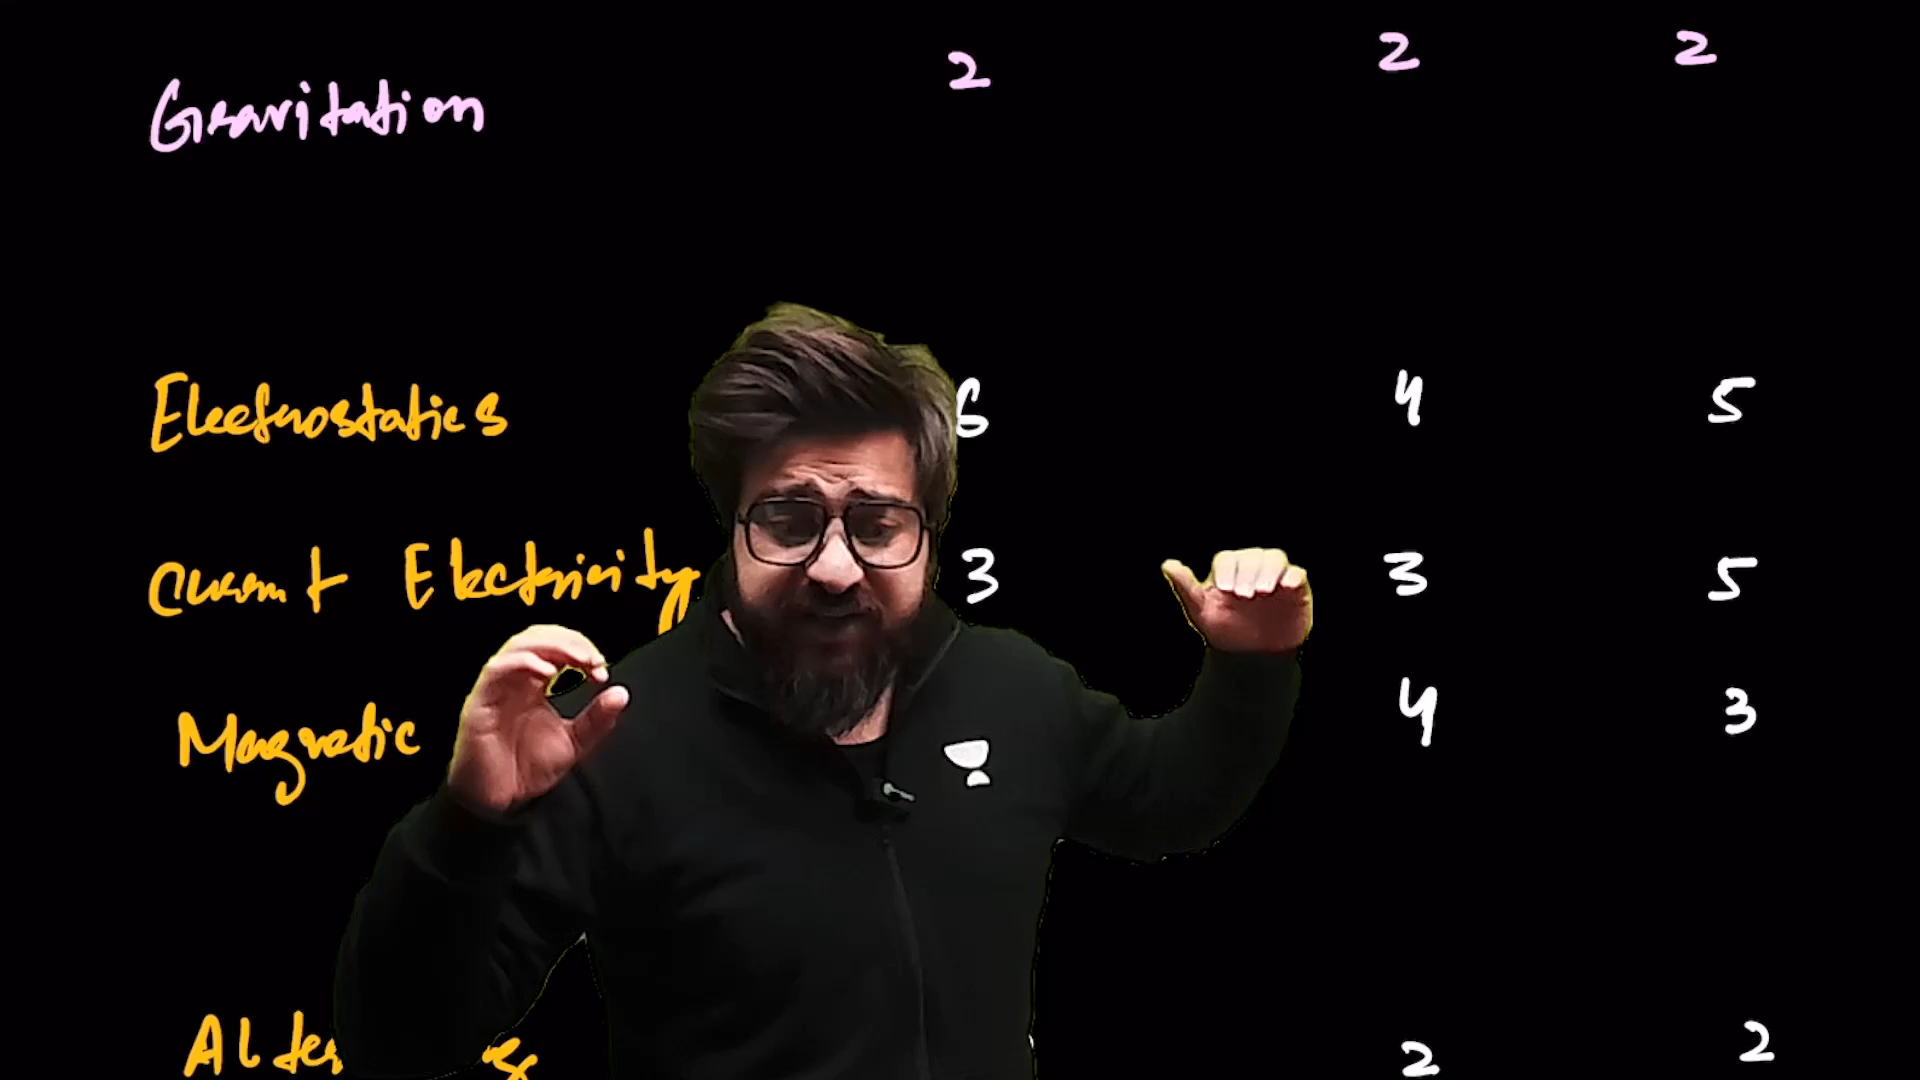 Gravitation 2 2 2
Electrostatics 6 4 5
Current Electricity 3 3 5
Magnetic 4 3
2 2